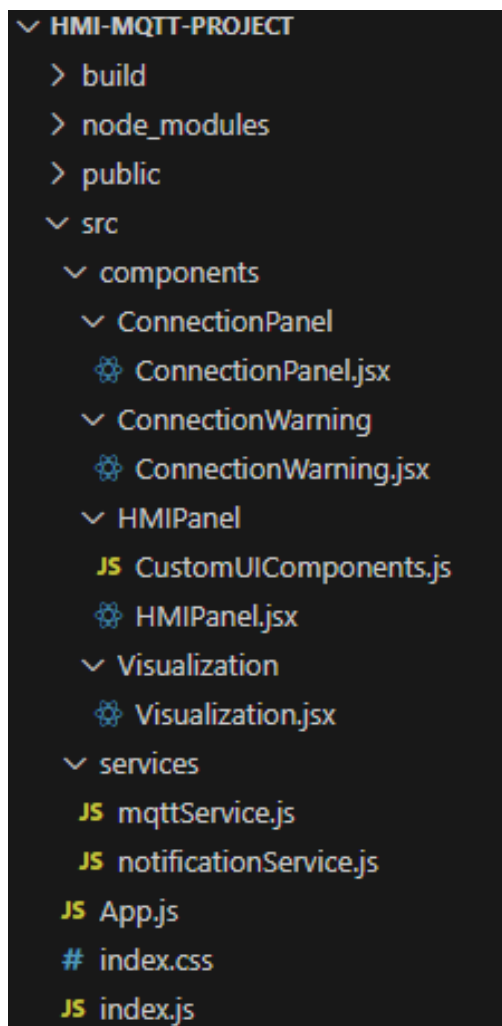 HMI-MQTT-PROJECT
build
node_modules
public
src
components
ConnectionPanel
ConnectionPanel.jsx
ConnectionWarning
ConnectionWarning.jsx
HMIPanel
JS CustomUIComponents.js
HMIPanel.jsx
Visualization
Visualization.jsx
services
JS mqttService.js
JS notificationService.js
JS App.js
# index.css
JS index.js